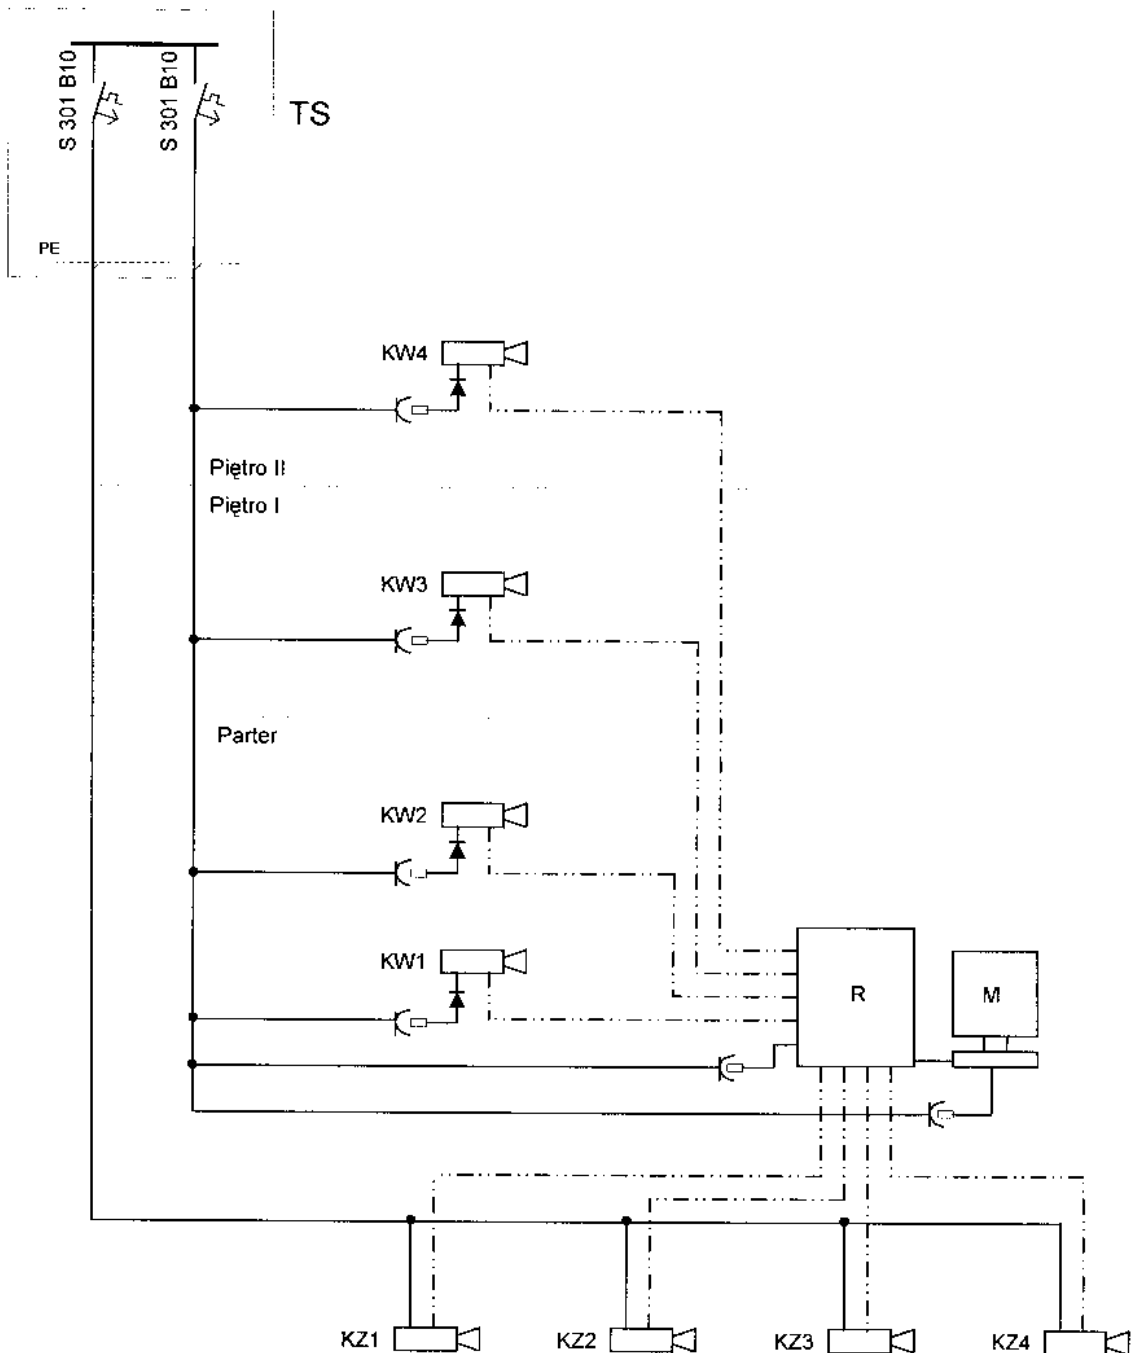 S 301 B10
S 301 B10
TS
PE
KW4
Piętro II
Piętro I
KW3
Parter
KW2
KW1
R
M
KZ1
KZ2
KZ3
KZ4